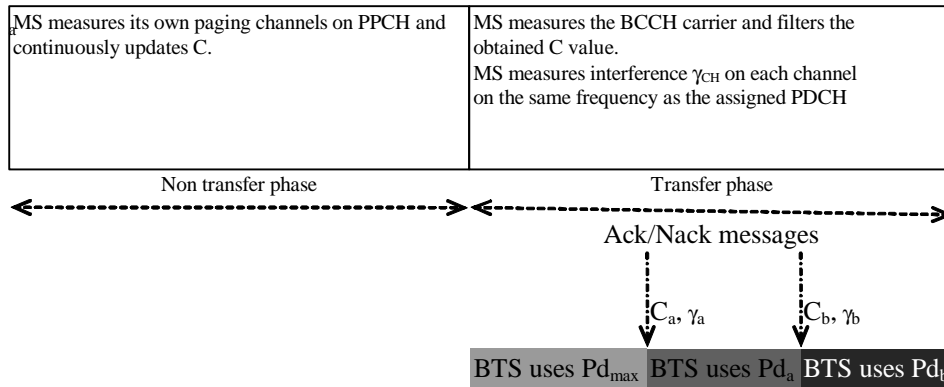 a
MS measures its own paging channels on PPCH and
continuously updates C.
MS measures the BCCH carrier and filters the
obtained C value.
MS measures interference γCH on each channel
on the same frequency as the assigned PDCH
Non transfer phase
Transfer phase
Ack/Nack messages
Ca, γa
Cb, γb
BTS uses Pdmax
BTS uses Pda
BTS uses Pdb